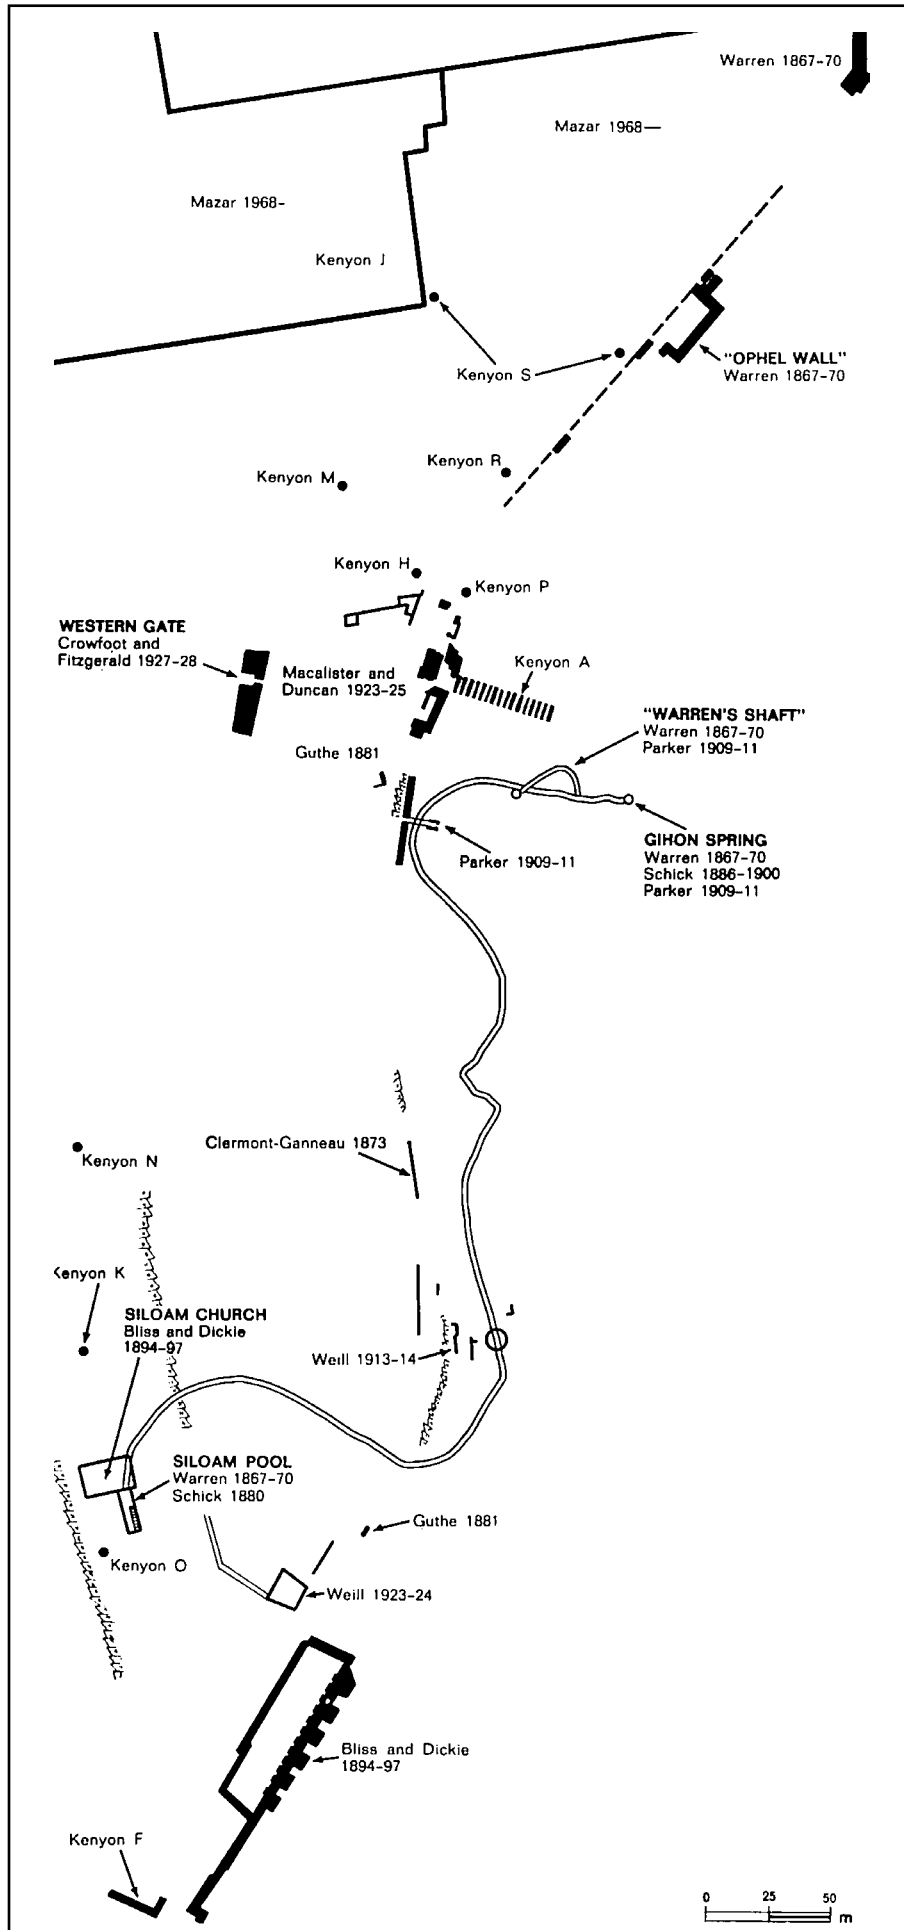 Warren 1867-70
Mazar 1968—
Mazar 1968-
Kenyon J
Kenyon S
"OPHEL WALL"
Warren 1867-70
Kenyon R
Kenyon M
Kenyon H
Kenyon P
WESTERN GATE
Crowfoot and
Fitzgerald 1927-28
Macalister and
Duncan 1923-25
Kenyon A
"WARREN'S SHAFT"
Warren 1867-70
Parker 1909-11
Guthe 1881
GIHON SPRING
Warren 1867-70
Schick 1886-1900
Parker 1909-11
Parker 1909-11
Clermont-Ganneau 1873
Kenyon N
Kenyon K
SILOAM CHURCH
Bliss and Dickie
1894-97
Weill 1913-14
SILOAM POOL
Warren 1867-70
Schick 1880
Guthe 1881
Kenyon O
Weill 1923-24
Bliss and Dickie
1894-97
Kenyon F
0 25 50
m